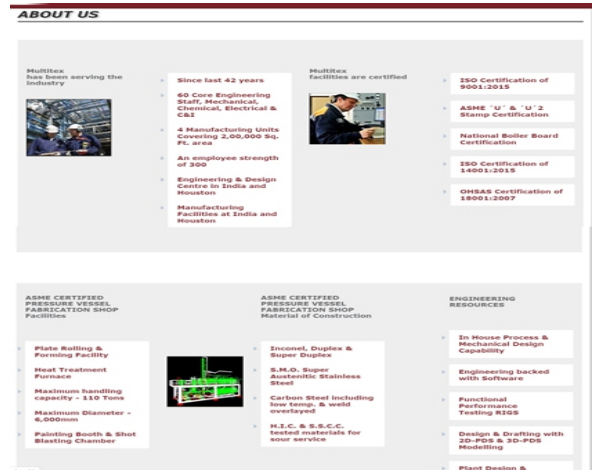 ABOUT US
Multitex
has been serving the
industry
Since last 42 years
60 Core Engineering
Staff, Mechanical,
Chemical, Electrical &
C&I
4 Manufacturing Units
Covering 2,00,000 Sq.
Ft. area
An employee strength
of 300
Engineering & Design
Centre in India and
Houston
Manufacturing
Facilities at India and
Houston
Multitex
facilities are certified
ISO Certification of
9001:2015
ASME ¨U¨ & ¨U¨2
Stamp Certification
National Boiler Board
Certification
ISO Certification of
14001:2015
OHSAS Certification of
18001:2007
ASME CERTIFIED
PRESSURE VESSEL
FABRICATION SHOP
Facilities
Plate Rolling &
Forming Facility
Heat Treatment
Furnace
Maximum handling
capacity - 110 Tons
Maximum Diameter -
6,000mm
Painting Booth & Shot
Blasting Chamber
ASME CERTIFIED
PRESSURE VESSEL
FABRICATION SHOP
Material of Construction
Inconel, Duplex &
Super Duplex
S.M.O. Super
Austenitic Stainless
Steel
Carbon Steel including
low temp. & weld
overlayed
H.I.C. & S.S.C.C.
tested materials for
sour service
ENGINEERING
RESOURCES
In House Process &
Mechanical Design
Capability
Engineering backed
with Software
Functional
Performance
Testing RIGS
Design & Drafting with
2D-PDS & 3D-PDS
Modelling
Plant Design &